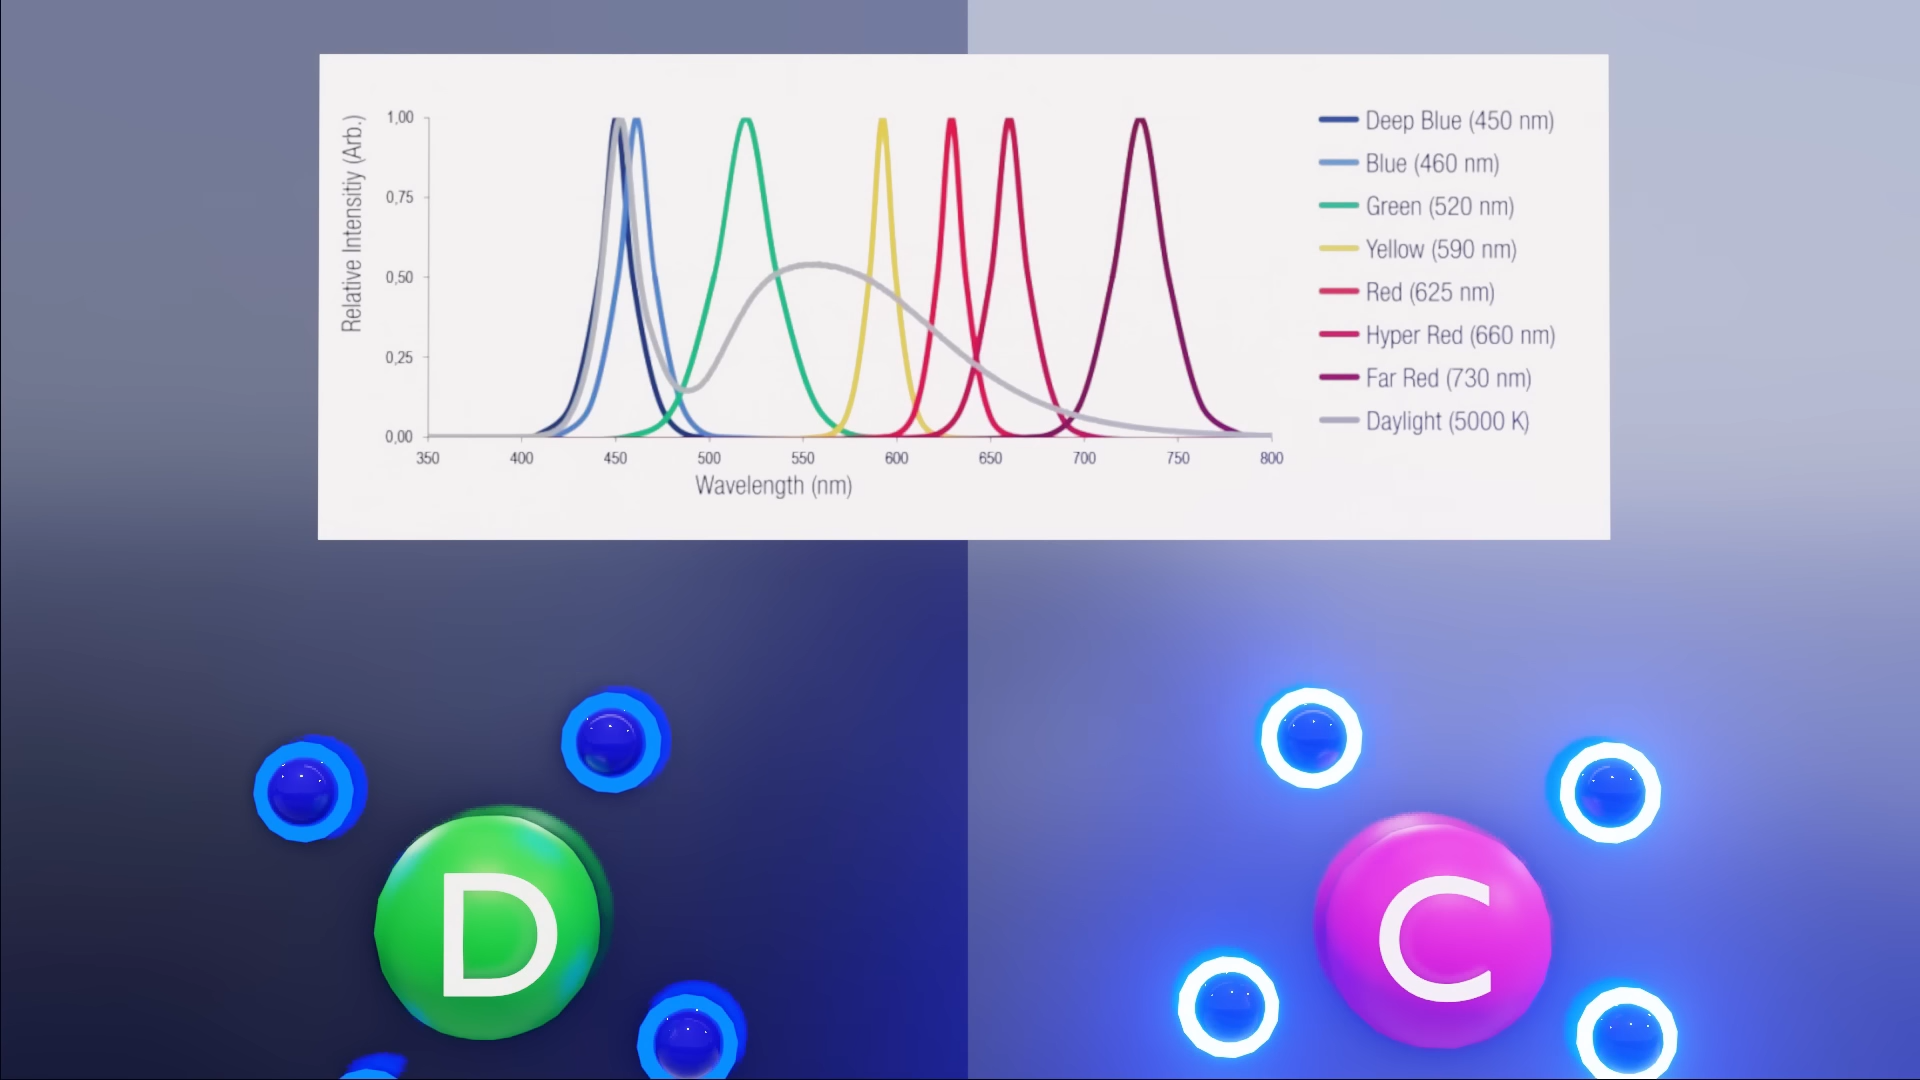 Relative Intensitiy (Arb.)
1,00
0,75
0,50
0,25
0,00
350 400 450 500 550 600 650 700 750 800
Wavelength (nm)
Deep Blue (450 nm)
Blue (460 nm)
Green (520 nm)
Yellow (590 nm)
Red (625 nm)
Hyper Red (660 nm)
Far Red (730 nm)
Daylight (5000 K)
D
C